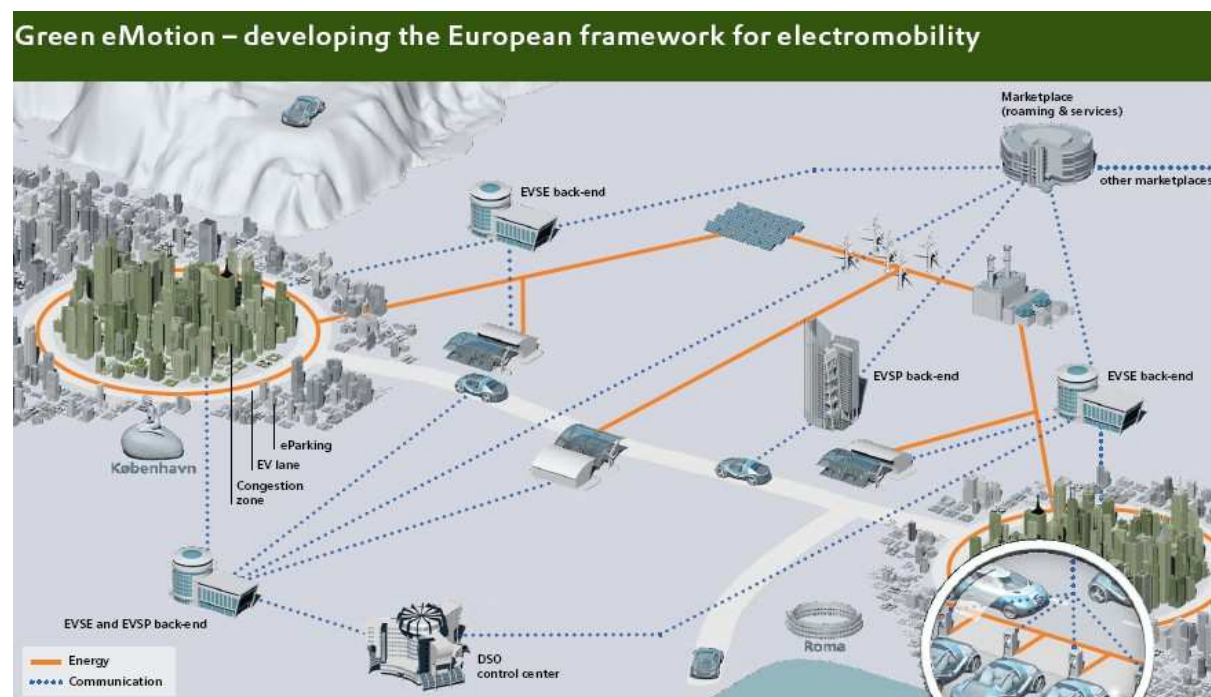 Green eMotion – developing the European framework for electromobility
Marketplace
(roaming & services)
other marketplaces
EVSE back-end
EVSP back-end
EVSE back-end
eParking
EV lane
Congestion
zone
København
EVSE and EVSP back-end
DSO
control center
Roma
Energy
Communication